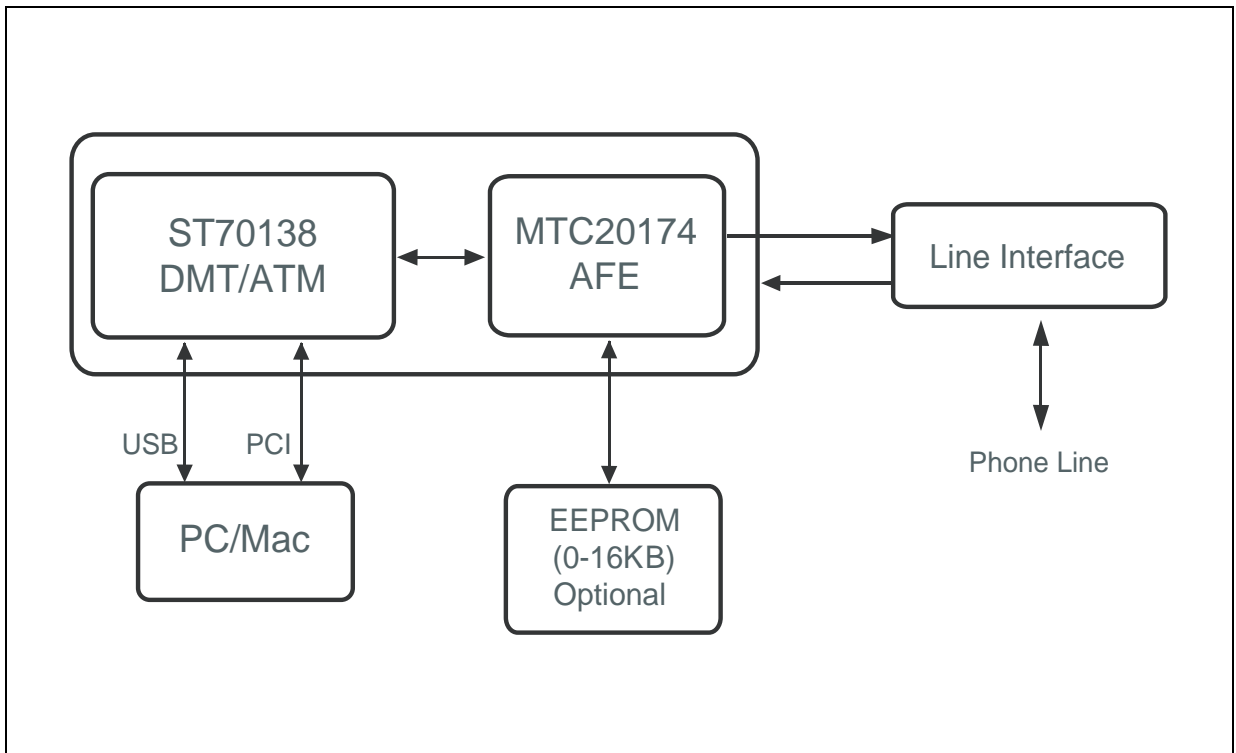 ST70138
DMT/ATM
MTC20174
AFE
Line Interface
USB
PCI
Phone Line
PC/Mac
EEPROM
(0-16KB)
Optional